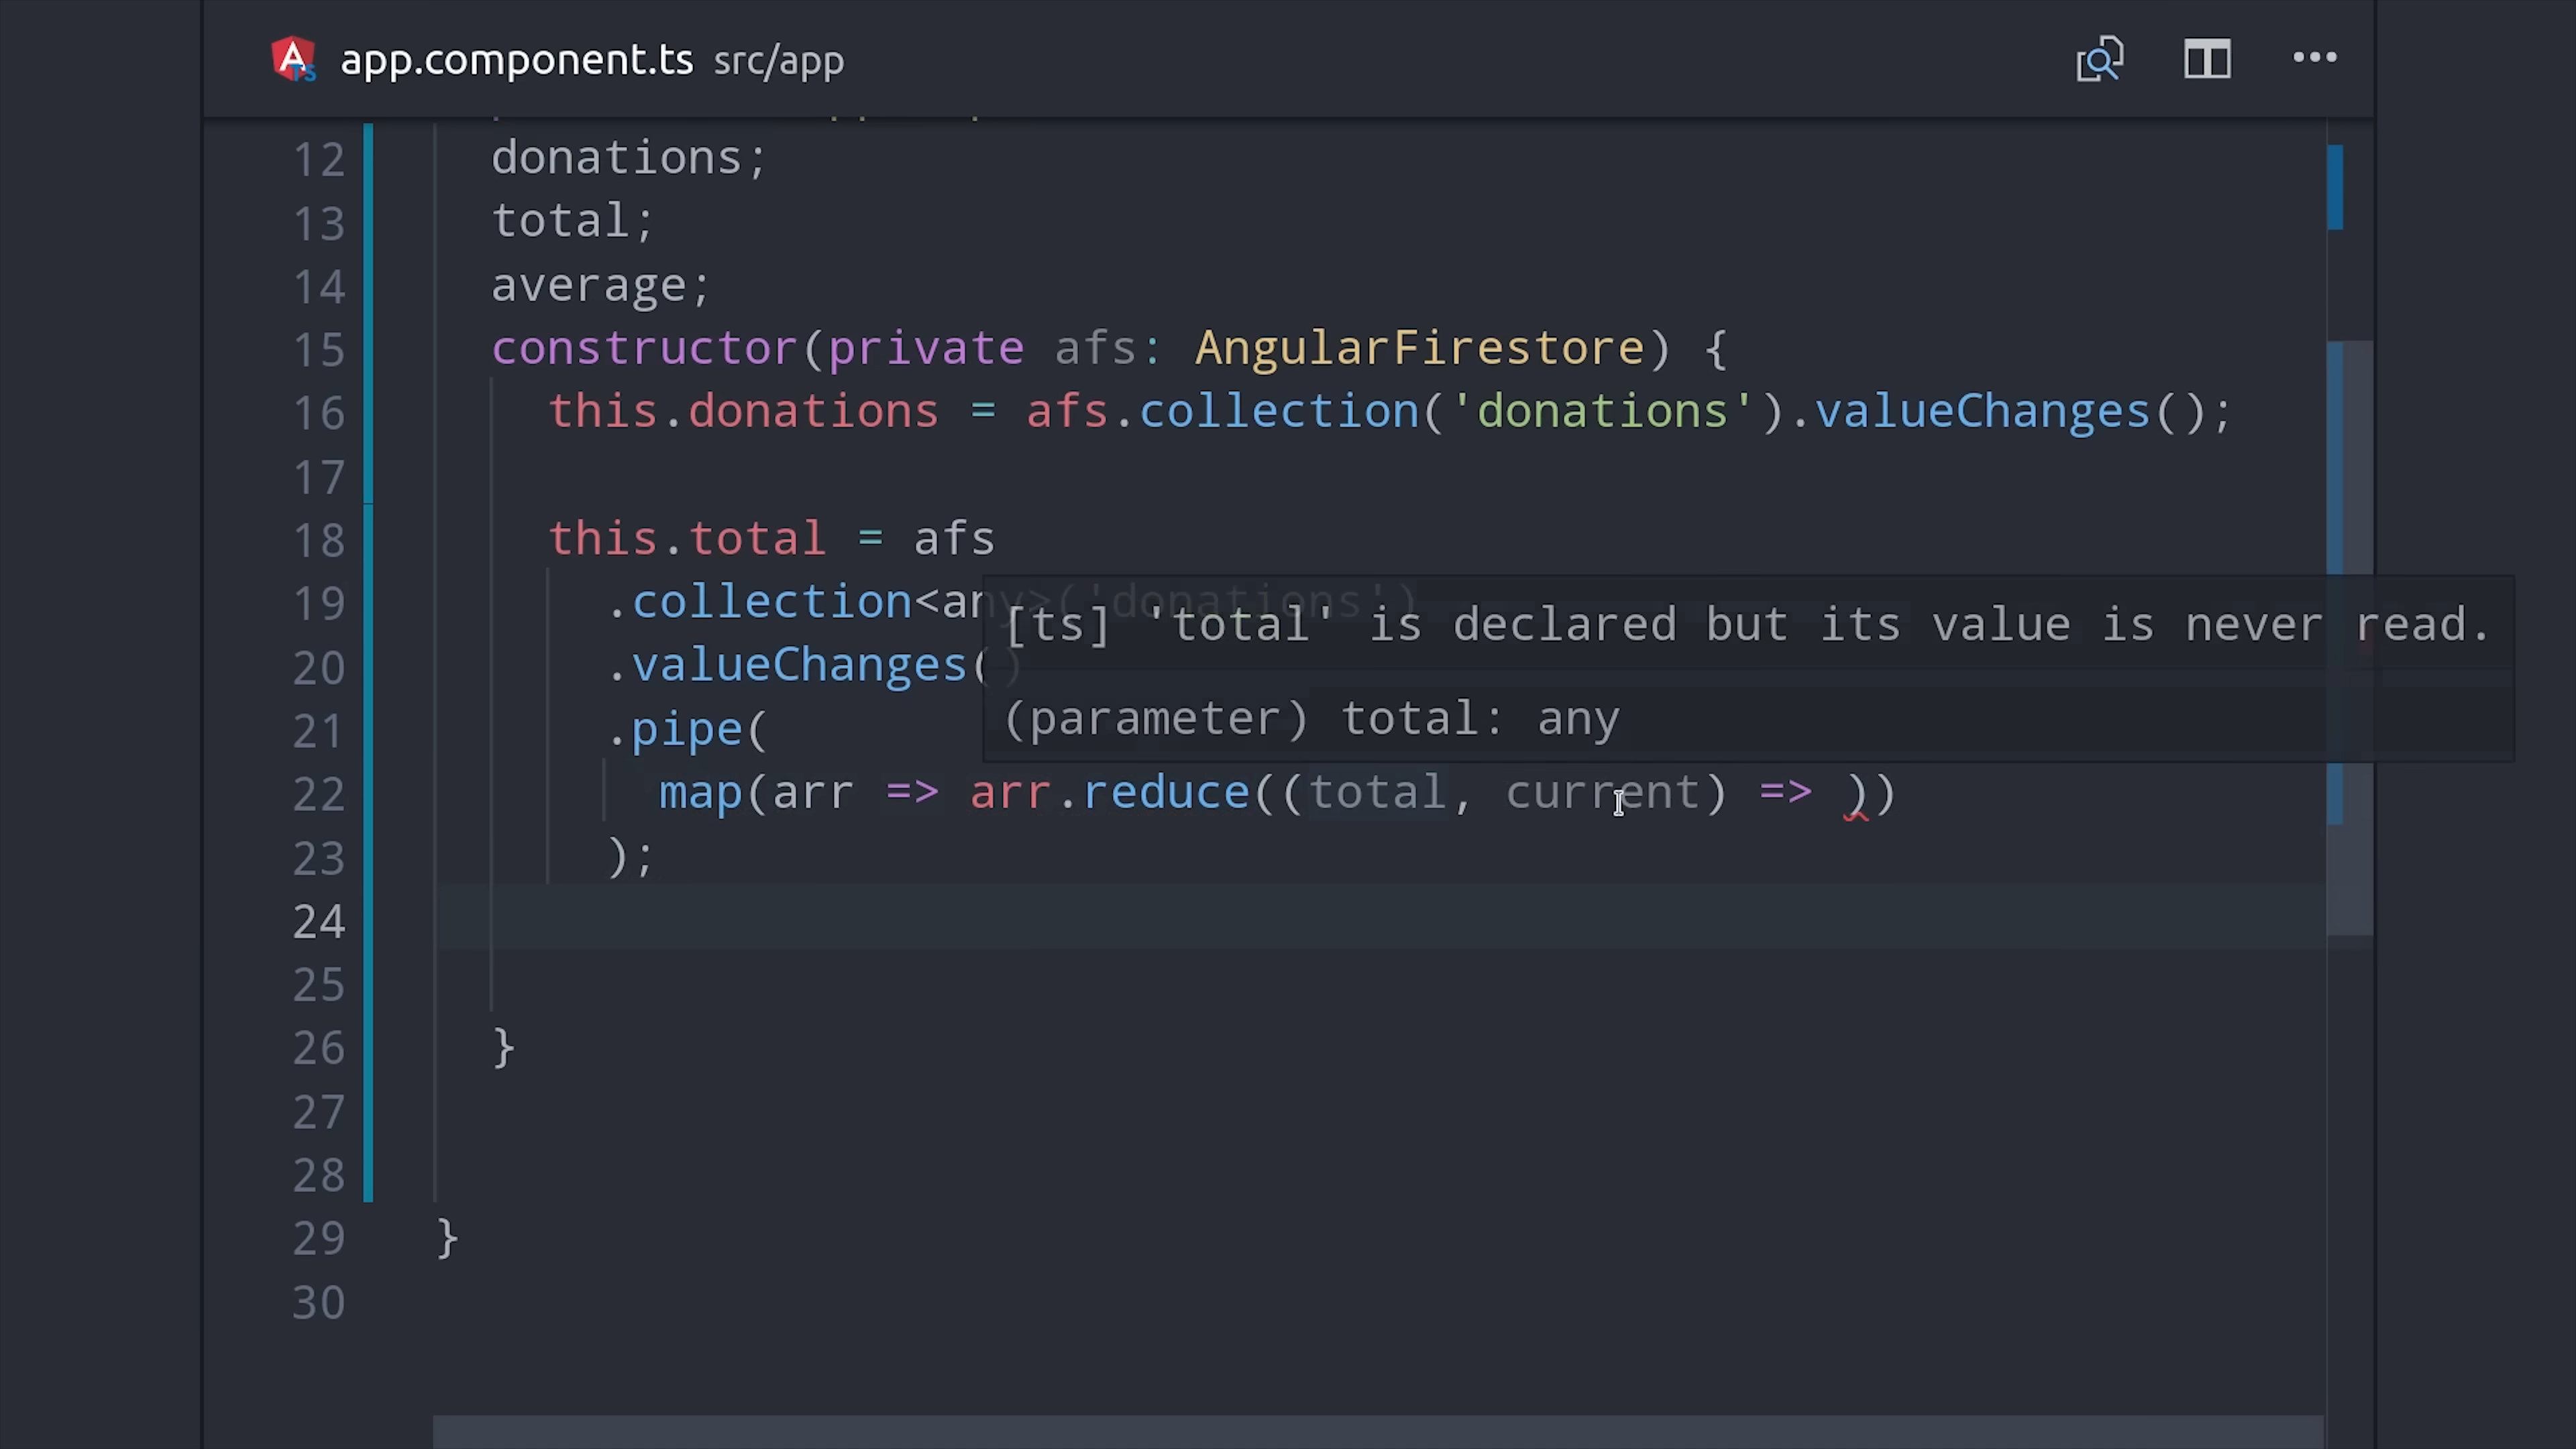 app.component.ts src/app
12 donations;
13 total;
14 average;
15 constructor(private afs: AngularFirestore) {
16 this.donations = afs.collection('donations').valueChanges();
17
18 this.total = afs
19 .collection<any>('donations')
[ts] 'total' is declared but its value is never read.
20 .valueChanges()
(parameter) total: any
21 .pipe(
22 map(arr => arr.reduce((total, current) => ))
23 );
24
25
26 }
27
28
29 }
30